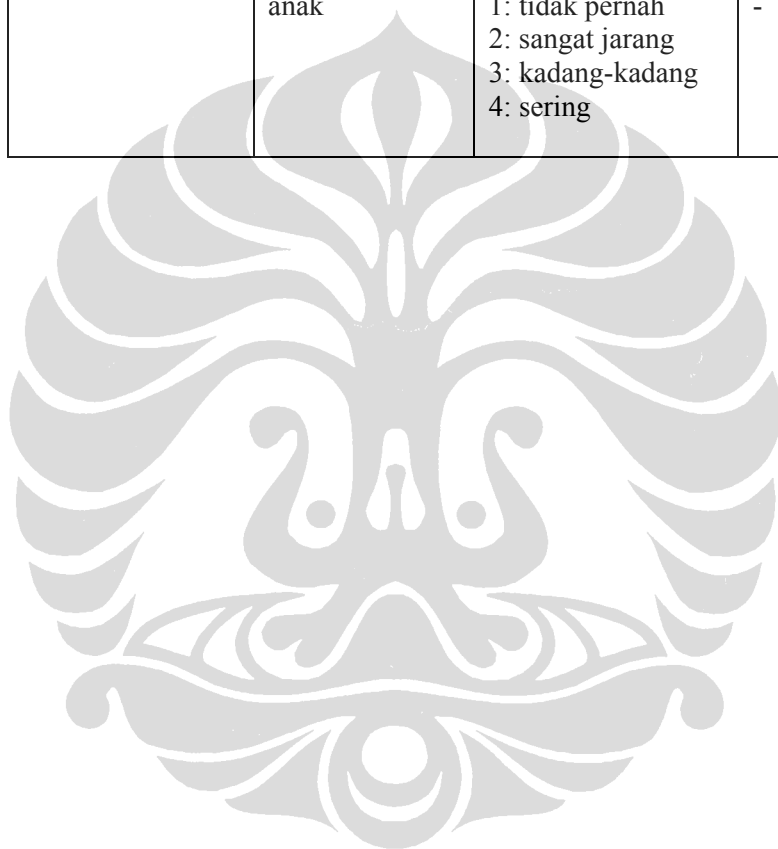 anak
1: tidak pernah
-
2: sangat jarang
3: kadang-kadang
4: sering